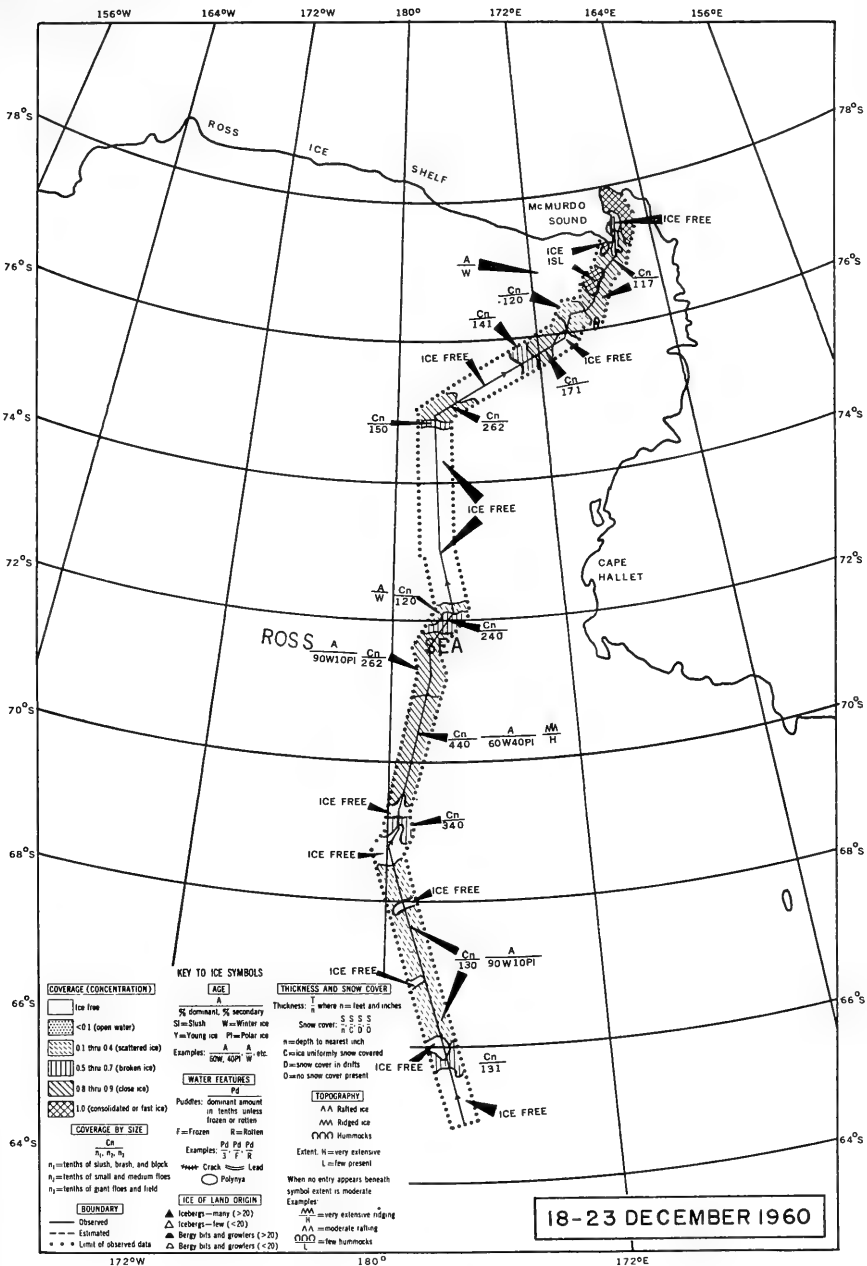 156°W 164°W 172°W 180° 172°E 164°E 156°E
78°S 78°S
ROSS ICE SHELF
McMURDO SOUND
ICE FREE
ICE ISL
A/W
Cn/117
76°S 76°S
Cn/120
Cn/141
ICE FREE
ICE FREE
Cn/171
74°S 74°S
Cn/150
Cn/262
ICE FREE
72°S 72°S
CAPE HALLET
A/W Cn/120
Cn/240
ROSS SEA
A/90W10PI Cn/262
70°S 70°S
Cn/440 A/60W40PI H
ICE FREE
Cn/340
68°S 68°S
ICE FREE
ICE FREE
Cn/130 A/90W10PI
ICE FREE
66°S 66°S
ICE FREE
Cn/131
ICE FREE
64°S 64°S
KEY TO ICE SYMBOLS
COVERAGE (CONCENTRATION)
Ice free
<0.1 (open water)
0.1 thru 0.4 (scattered ice)
0.5 thru 0.7 (broken ice)
0.8 thru 0.9 (close ice)
1.0 (consolidated or fast ice)
COVERAGE BY SIZE
Cn
n₁, n₂, n₃
n₁=tenths of slush, brash, and block
n₂=tenths of small and medium floes
n₃=tenths of giant floes and field
BOUNDARY
Observed
Estimated
Limit of observed data
AGE
A
% dominant, % secondary
Sl=Slush W=Winter ice
Y=Young ice PI=Polar ice
Examples: A/60W, 40PI; A/W, etc.
WATER FEATURES
Pd
Puddles: dominant amount
in tenths unless
frozen or rotten
F=Frozen R=Rotten
Examples: Pd/3, Pd/F, Pd/R
Crack Lead
Polynya
ICE OF LAND ORIGIN
Icebergs—many (>20)
Icebergs—few (<20)
Bergy bits and growlers (>20)
Bergy bits and growlers (<20)
THICKNESS AND SNOW COVER
Thickness: T/n where n=feet and inches
Snow cover: S/n, S/C, S/D, S/O
n=depth to nearest inch
C=ice uniformly snow covered
D=snow cover in drifts
O=no snow cover present
TOPOGRAPHY
Rafted ice
Ridged ice
Hummocks
Extent: H=very extensive
L=few present
When no entry appears beneath
symbol extent is moderate
Examples:
H =very extensive ridging
=moderate rafting
L =few hummocks
18-23 DECEMBER 1960
172°W 180° 172°E